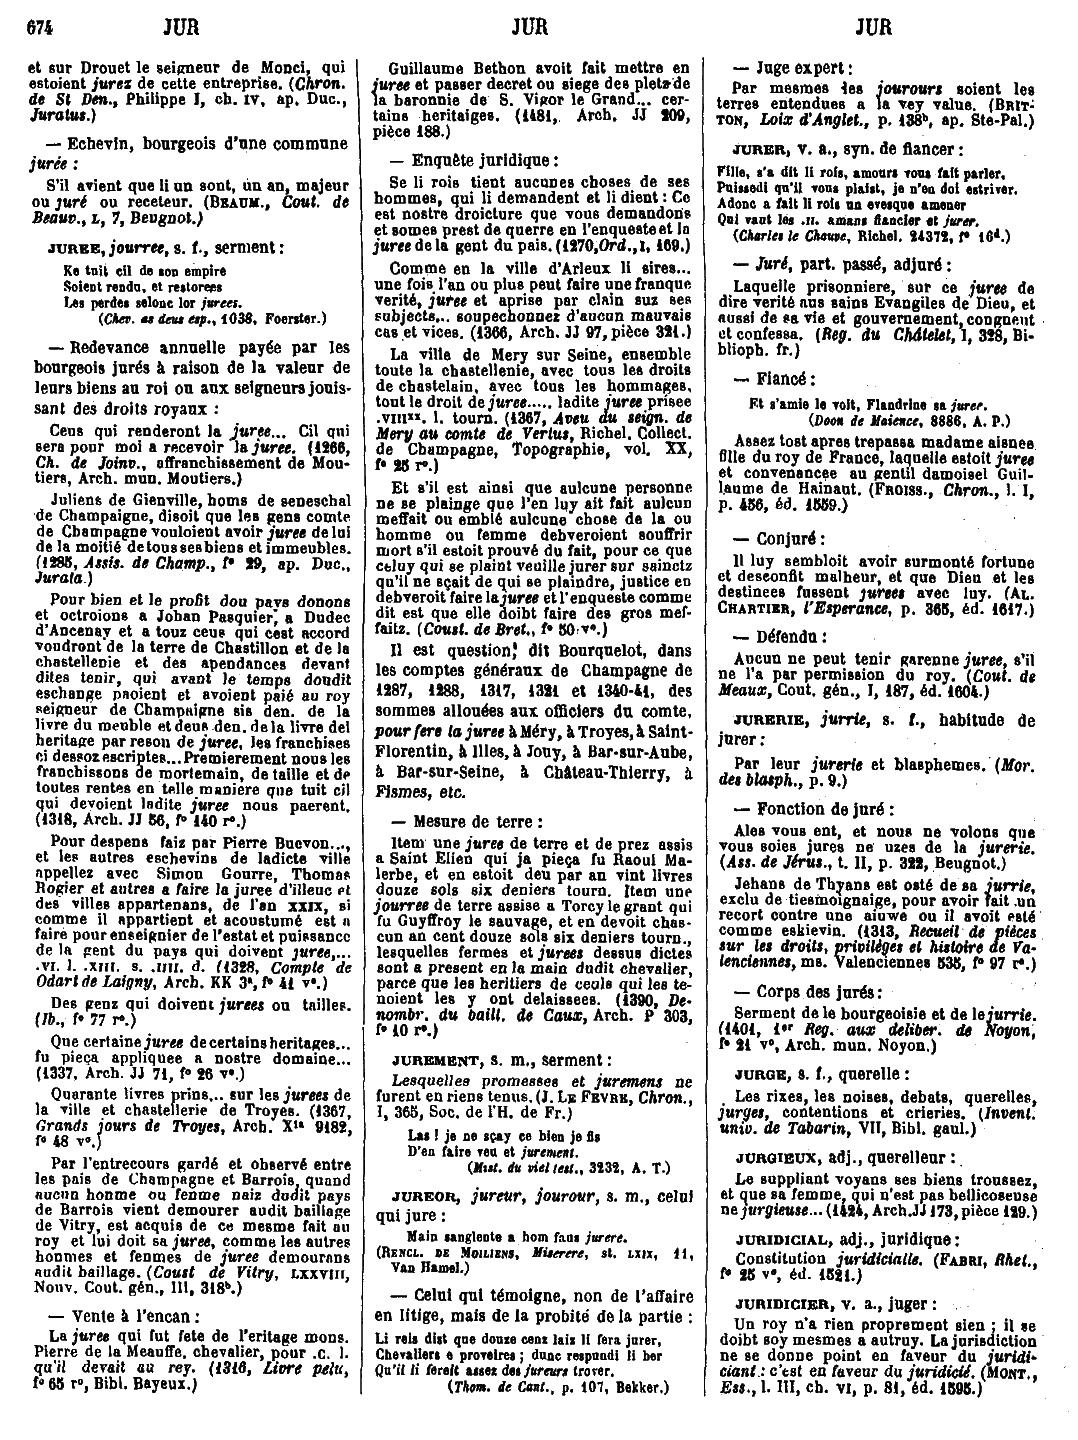 674 JUR JUR JUR
et sur Drouet le seigneur de Monci, qui
estoient jurez de cette entreprise. (Chron.
de St Den., Philippe I, ch. IV, ap. Duc.,
Juratus.)
— Echevin, bourgeois d'une commune
jurée :
S'il avient que li un sont, un an, majeur
ou juré ou receteur. (BEAUM., Cout. de
Beauv., L, 7, Beugnot.)
JUREE, jourree, s. f., serment :
Ke tuit cil de son empire
Soient rendu, et restorees
Les perdes selonc lor jurees.
(Chev. as deus esp., 1038, Foerster.)
— Redevance annuelle payée par les
bourgeois jurés à raison de la valeur de
leurs biens au roi ou aux seigneurs jouis-
sant des droits royaux :
Ceus qui renderont la juree... Cil qui
sera pour moi a recevoir la juree. (1266,
Ch. de Joinv., affranchissement de Mou-
tiers, Arch. mun. Moutiers.)
Juliens de Gienville, homs de seneschal
de Champaigne, disoit que les gens comte
de Champagne vouloient avoir juree de lui
de la moitié de tous ses biens et immeubles.
(1285, Assis. de Champ., f° 29, ap. Duc.,
Jurata.)
Pour bien et le profit dou pays donons
et octroions a Johan Pasquier, a Dudec
d'Ancenay et a touz ceus qui cest accord
voudront de la terre de Chastillon et de la
chastellenie et des apendances devant
dites tenir, qui avant le temps doudit
eschange paoient et avoient paié au roy
seigneur de Champaigne sis den. de la
livre du meuble et deus den. de la livre del
heritage par reson de juree, les franchises
ci dessoz escriptes... Premierement nous les
franchissons de mortemain, de taille et de
toutes rentes en telle maniere que tuit cil
qui devoient ladite juree nous paerent.
(1318, Arch. JJ 56, f° 140 r°.)
Pour despens faiz par Pierre Buevon...,
et les autres eschevins de ladicte ville
appellez avec Simon Gourre, Thomas
Rogier et autres a faire la juree d'illeuc et
des villes appartenans, de l'an XXIX, si
comme il appartient et acoustumé est a
faire pour enseignier de l'estat et puissance
de la gent du pays qui doivent juree,...
.VI. l. .XIII. s. .IIII. d. (1328, Compte de
Odart de Laigny, Arch. KK 3ª, f° 41 v°.)
Des genz qui doivent jurees ou tailles.
(Ib., f° 77 r°.)
Que certaine juree de certains heritages...
fu pieça appliquee a nostre domaine...
(1337, Arch. JJ 71, f° 26 v°.)
Quarante livres prins... sur les jurees de
la ville et chastellerie de Troyes. (1367,
Grands jours de Troyes, Arch. X¹ª 9182,
f° 48 v°.)
Par l'entrecours gardé et observé entre
les pais de Champagne et Barrois, quand
aucun honme ou fenme naiz dudit pays
de Barrois vient demourer audit baillage
de Vitry, est acquis de ce mesme fait au
roy et lui doit sa juree, comme les autres
honmes et fenmes de juree demourans
audit baillage. (Coust de Vitry, LXXVIII,
Nouv. Cout. gén., III, 318ᵇ.)
— Vente à l'encan :
La juree qui fut fete de l'eritage mons.
Pierre de la Meauffe, chevalier, pour .c. l.
qu'il devait au rey. (1316, Livre pelu,
f° 65 r°, Bibl. Bayeux.)
Guillaume Bethon avoit fait mettre en
juree et passer decret ou siege des pletz de
la baronnie de S. Vigor le Grand... cer-
tains heritaiges. (1481, Arch. JJ 209,
pièce 188.)
— Enquête juridique :
Se li rois tient aucunes choses de ses
hommes, qui li demandent et li dient : Ce
est nostre droicture que vous demandons
et somes prest de querre en l'enqueste et la
juree de la gent du pais. (1270, Ord., I, 169.)
Comme en la ville d'Arleux li sires...
une fois l'an ou plus peut faire une franque
verité, juree et aprise par clain suz ses
subjects... soupechonnez d'aucun mauvais
cas et vices. (1366, Arch. JJ 97, pièce 321.)
La ville de Mery sur Seine, ensemble
toute la chastellenie, avec tous les droits
de chastelain, avec tous les hommages,
tout le droit de juree..... ladite juree prisee
.VIIIˣˣ. l. tourn. (1367, Aveu du seign. de
Mery au comte de Vertus, Richel. Collect.
de Champagne, Topographie, vol. XX,
f° 25 r°.)
Et s'il est ainsi que aulcune personne
ne se plainge que l'en luy ait fait aulcun
meffait ou emblé aulcune chose de la ou
homme ou femme debveroient souffrir
mort s'il estoit prouvé du fait, pour ce que
celuy qui se plaint veuille jurer sur sainctz
qu'il ne sçait de qui se plaindre, justice en
debveroit faire la juree et l'enqueste comme
dit est que elle doibt faire des gros mef-
faitz. (Coust. de Bret., f° 50 v°.)
Il est question, dit Bourquelot, dans
les comptes généraux de Champagne de
1287, 1288, 1317, 1321 et 1340-41, des
sommes allouées aux officiers du comte,
pour fere la juree à Méry, à Troyes, à Saint-
Florentin, à Illes, à Jouy, à Bar-sur-Aube,
à Bar-sur-Seine, à Château-Thierry, à
Fismes, etc.
— Mesure de terre :
Item une juree de terre et de prez assis
a Saint Elien qui ja pieça fu Raoul Ma-
lerbe, et en estoit deu par an vint livres
douze sols six deniers tourn. Item une
jourree de terre assise a Torcy le grant qui
fu Guyffroy le sauvage, et en devoit chas-
cun an cent douze sols six deniers tourn.,
lesquelles fermes et jurees dessus dictes
sont a present en la main dudit chevalier,
parce que les heritiers de ceuls qui les te-
noient les y ont delaissees. (1390, De-
nombr. du baill. de Caux, Arch. P 303,
f° 10 r°.)
JUREMENT, s. m., serment :
Lesquelles promesses et juremens ne
furent en riens tenus. (J. LE FEVRE, Chron.,
I, 365, Soc. de l'H. de Fr.)
Las ! je ne sçay ce bien je fis
D'en faire veu et jurement.
(Mist. du viel test., 3232, A. T.)
JUREOR, jureur, jourour, s. m., celui
qui jure :
Main sanglente a hom faus jurere.
(RENCL. DE MOILIENS, Miserere, st. LXIX, 11,
Van Hamel.)
— Celui qui témoigne, non de l'affaire
en litige, mais de la probité de la partie :
Li reis dist que douze cenz laiz li fera jurer,
Chevaliers e proveires ; dunc respundi li ber
Qu'il li fereit assez des jureurs trover.
(Thom. de Cant., p. 107, Bekker.)
— Juge expert :
Par mesmes les jourours soient les
terres entendues a la vey value. (BRIT-
TON, Loix d'Anglet., p. 138ᵇ, ap. Ste-Pal.)
JURER, v. a., syn. de fiancer :
Fille, s'a dit li rois, amours vous fait parler,
Puissedi qu'il vous plaist, je n'en doi estriver.
Adonc a fait li rois un evesque amener
Qui vaut les .II. amans fiancier et jurer.
(Charles le Chauve, Richel. 24372, f° 16ᵈ.)
— Juré, part. passé, adjuré :
Laquelle prisonniere, sur ce juree de
dire verité aus sains Evangiles de Dieu, et
aussi de sa vie et gouvernement, congneut
et confessa. (Reg. du Châtelet, I, 328, Bi-
blioph. fr.)
— Fiancé :
Et s'amie le voit, Flandrine sa juree.
(Doon de Maience, 8886, A. P.)
Assez tost apres trepassa madame aisnee
fille du roy de France, laquelle estoit juree
et convenancee au gentil damoisel Guil-
laume de Hainaut. (FROISS., Chron., l. I,
p. 456, éd. 1559.)
— Conjuré :
Il luy sembloit avoir surmonté fortune
et desconfit malheur, et que Dieu et les
destinees fussent jurees avec luy. (AL.
CHARTIER, l'Esperance, p. 365, éd. 1617.)
— Défendu :
Aucun ne peut tenir garenne juree, s'il
ne l'a par permission du roy. (Cout. de
Meaux, Cout. gén., I, 187, éd. 1604.)
JURERIE, jurrie, s. f., habitude de
jurer :
Par leur jurerie et blasphemes. (Mor.
des blasph., p. 9.)
— Fonction de juré :
Ales vous ent, et nous ne volons que
vous soies jures ne uzes de la jurerie.
(Ass. de Jérus., t. II, p. 322, Beugnot.)
Jehans de Thyans est osté de sa jurrie,
exclu de tiesmoignaige, pour avoir fait .un
recort contre une aiuwe ou il avoit esté
comme eskievin. (1313, Recueil de pièces
sur les droits, privilèges et histoire de Va-
lenciennes, ms. Valenciennes 535, f° 97 r°.)
— Corps des jurés :
Serment de le bourgeoisie et de le jurrie.
(1401, 1ᵉʳ Reg. aux deliber. de Noyon,
f° 21 v°, Arch. mun. Noyon.)
JURGE, s. f., querelle :
Les rixes, les noises, debats, querelles,
jurges, contentions et crieries. (Invent.
univ. de Tabarin, VII, Bibl. gaul.)
JURGIEUX, adj., querelleur :
Le suppliant voyans ses biens troussez,
et que sa femme, qui n'est pas bellicoseuse
ne jurgieuse... (1424, Arch. JJ 173, pièce 129.)
JURIDICIAL, adj., juridique :
Constitution juridicialle. (FABRI, Rhet.,
f° 25 v°, éd. 1521.)
JURIDICIER, v. a., juger :
Un roy n'a rien proprement sien ; il se
doibt soy mesmes a autruy. La jurisdiction
ne se donne point en faveur du juridi-
ciant : c'est en faveur du juridicié. (MONT.,
Ess., l. III, ch. VI, p. 81, éd. 1595.)